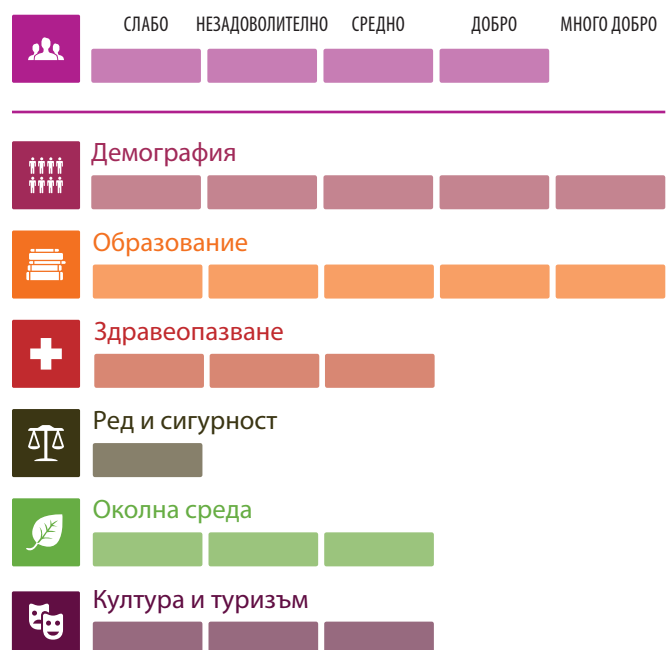 СЛАБО НЕЗАДОВОЛИТЕЛНО СРЕДНО ДОБРО МНОГО ДОБРО
Демография
Образование
Здравеопазване
Ред и сигурност
Околна среда
Култура и туризъм